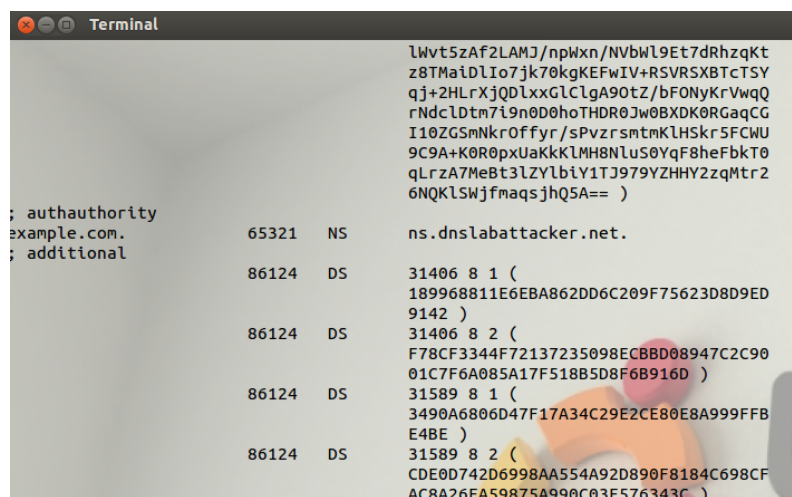 Terminal
lWvt5zAf2LAMJ/npWxn/NVbWl9Et7dRhzqKt
z8TMaiDlIo7jk70kgKEFwIV+RSVRSXBTcTSY
qj+2HLrXjQDlxxGlClgA9OtZ/bFONyKrVwqQ
rNdclDtm7i9n0D0hoTHDR0Jw0BXDK0RGaqCG
I10ZGSmNkrOffyr/sPvzrsmtmKlHSkr5FCWU
9C9A+K0R0pxUaKkKlMH8NluS0YqF8heFbkT0
qLrzA7MeBt3lZYlbiY1TJ979YZHHY2zqMtr2
6NQKlSWjfmaqsjhQ5A== )
; authauthority
example.com. 65321 NS ns.dnslabattacker.net.
; additional
86124 DS 31406 8 1 (
189968811E6EBA862DD6C209F75623D8D9ED
9142 )
86124 DS 31406 8 2 (
F78CF3344F72137235098ECBBD08947C2C90
01C7F6A085A17F518B5D8F6B916D )
86124 DS 31589 8 1 (
3490A6806D47F17A34C29E2CE80E8A999FFB
E4BE )
86124 DS 31589 8 2 (
CDE0D742D6998AA554A92D890F8184C698CF
AC8A26FA59875A990C03E576343C )